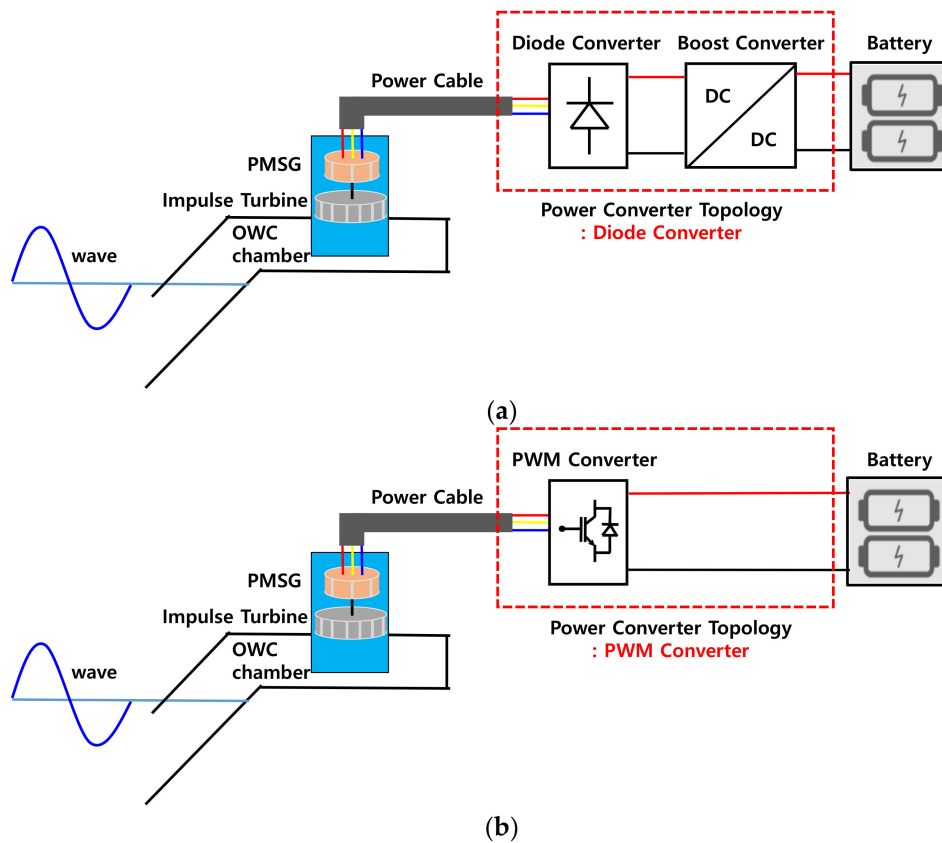 Diode Converter
Boost Converter
Battery
Power Cable
DC
DC
PMSG
Impulse Turbine
OWC
chamber
wave
Power Converter Topology
: Diode Converter
(a)
PWM Converter
Battery
Power Cable
PMSG
Impulse Turbine
OWC
chamber
wave
Power Converter Topology
: PWM Converter
(b)